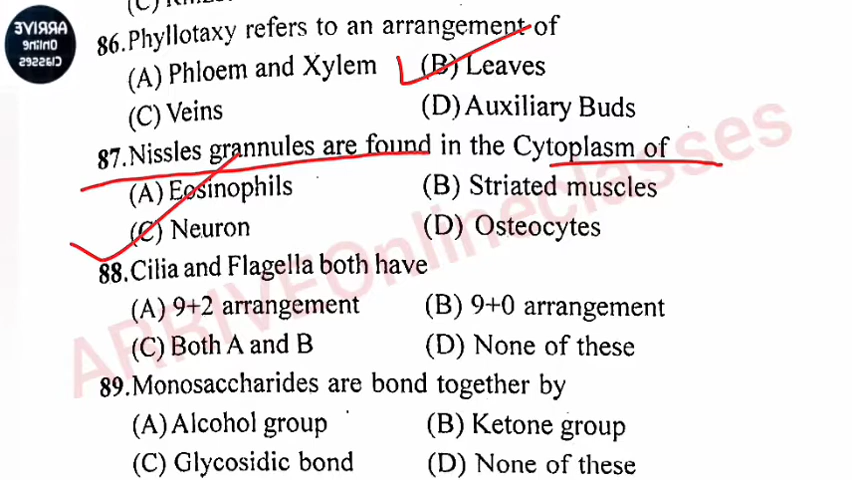 ARRIVE
Online
Classes
86.Phyllotaxy refers to an arrangement of
(A) Phloem and Xylem (B) Leaves
(C) Veins (D) Auxiliary Buds
87.Nissles grannules are found in the Cytoplasm of
(A) Eosinophils (B) Striated muscles
(C) Neuron (D) Osteocytes
88.Cilia and Flagella both have
(A) 9+2 arrangement (B) 9+0 arrangement
(C) Both A and B (D) None of these
89.Monosaccharides are bond together by
(A) Alcohol group (B) Ketone group
(C) Glycosidic bond (D) None of these
ARRIVEOnlineclasses